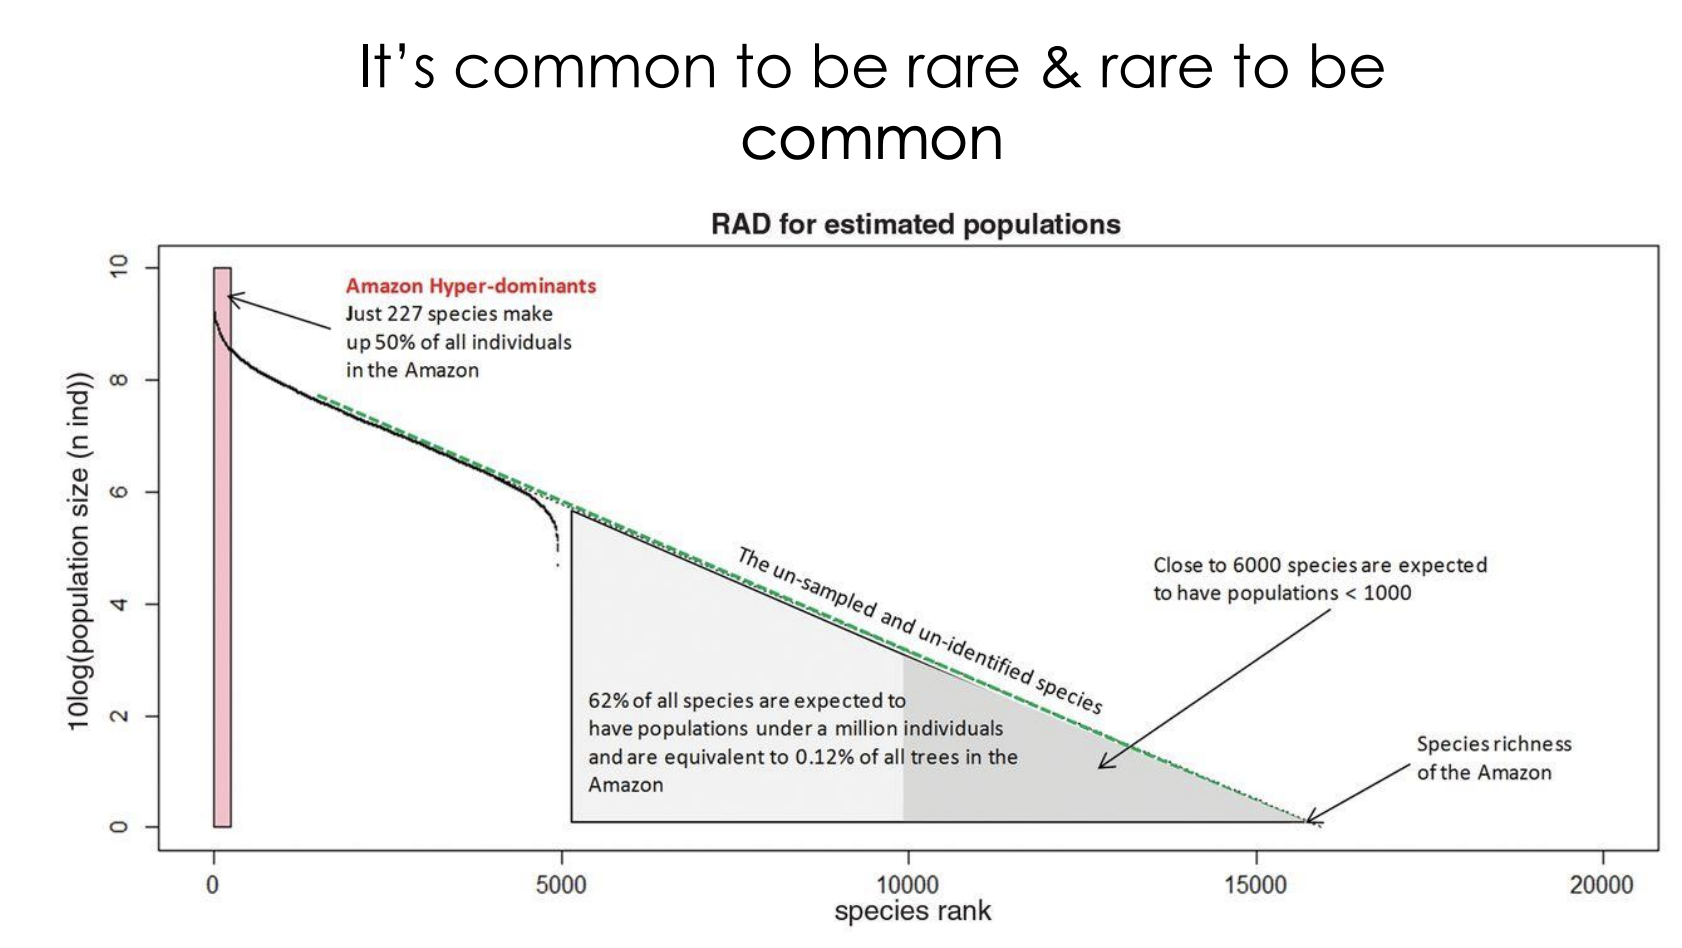 It's common to be rare & rare to be
common
RAD for estimated populations
10log(population size (n ind))
10
8
6
4
2
0
Amazon Hyper-dominants
Just 227 species make
up 50% of all individuals
in the Amazon
The un-sampled and un-identified species
Close to 6000 species are expected
to have populations < 1000
62% of all species are expected to
have populations under a million individuals
and are equivalent to 0.12% of all trees in the
Amazon
Species richness
of the Amazon
0
5000
10000
15000
20000
species rank